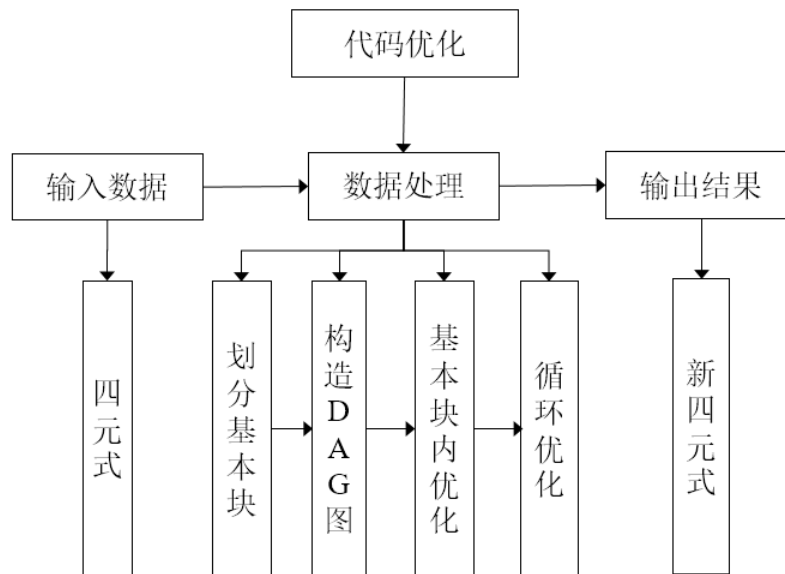 代码优化
输入数据
数据处理
输出结果
四元式
划分基本块
构造DAG图
基本块内优化
循环优化
新四元式